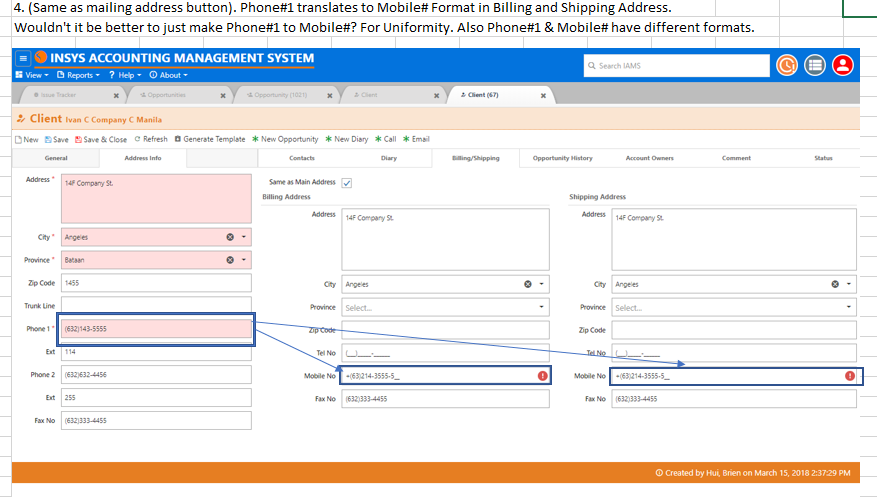 4. (Same as mailing address button). Phone#1 translates to Mobile# Format in Billing and Shipping Address.
Wouldn't it be better to just make Phone#1 to Mobile#? For Uniformity. Also Phone#1 & Mobile# have different formats.
INSYS ACCOUNTING MANAGEMENT SYSTEM
View Reports ? Help About
Search IAMS
Issue Tracker Opportunities Opportunity (1021) Client Client (67)
Client Ivan C Company C Manila
New Save Save & Close Refresh Generate Template New Opportunity New Diary Call Email
General Address Info Contacts Diary Billing/Shipping Opportunity History Account Owners Comment Status
Address * 14F Company St.
City * Angeles
Province * Bataan
Zip Code 1455
Trunk Line
Phone 1 * (632)143-5555
Ext 114
Phone 2 (632)632-4456
Ext 255
Fax No (632)333-4455
Same as Main Address
Billing Address
Address 14F Company St.
City Angeles
Province Select...
Zip Code
Tel No (__)___-____
Mobile No +(63)214-3555-5__
Fax No (632)333-4455
Shipping Address
Address 14F Company St.
City Angeles
Province Select...
Zip Code
Tel No (__)___-____
Mobile No +(63)214-3555-5__
Fax No (632)333-4455
Created by Hui, Brien on March 15, 2018 2:37:29 PM